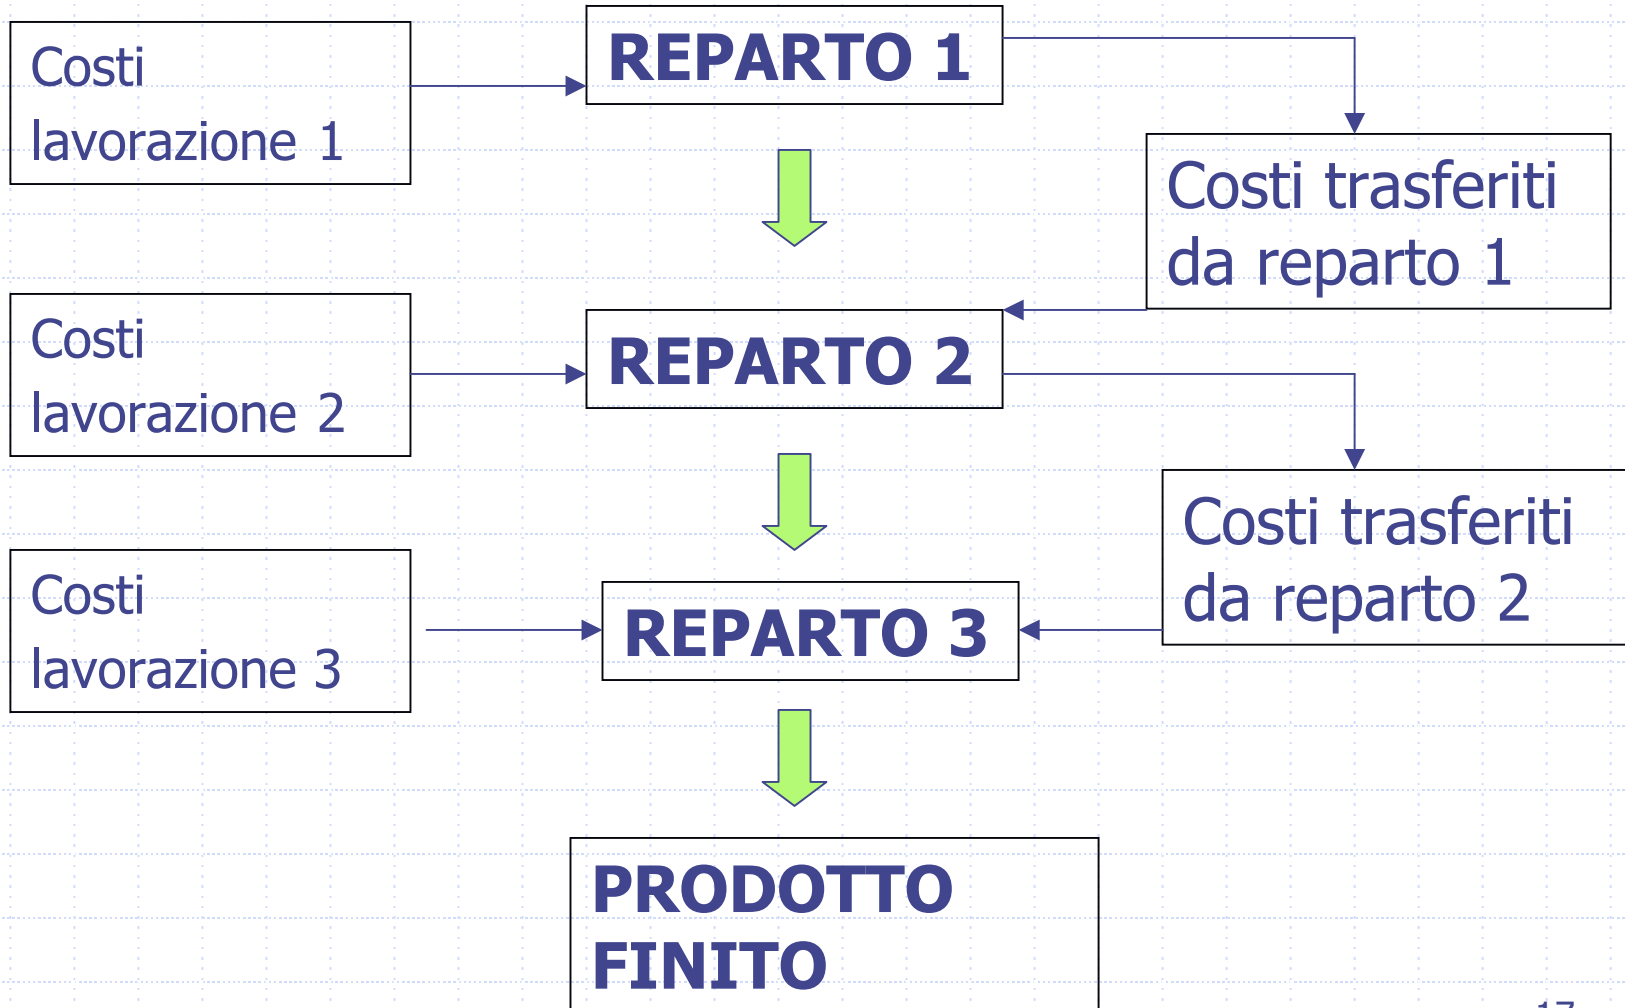 Costi
lavorazione 1
REPARTO 1
Costi trasferiti
da reparto 1
Costi
lavorazione 2
REPARTO 2
Costi trasferiti
da reparto 2
Costi
lavorazione 3
REPARTO 3
PRODOTTO
FINITO
17